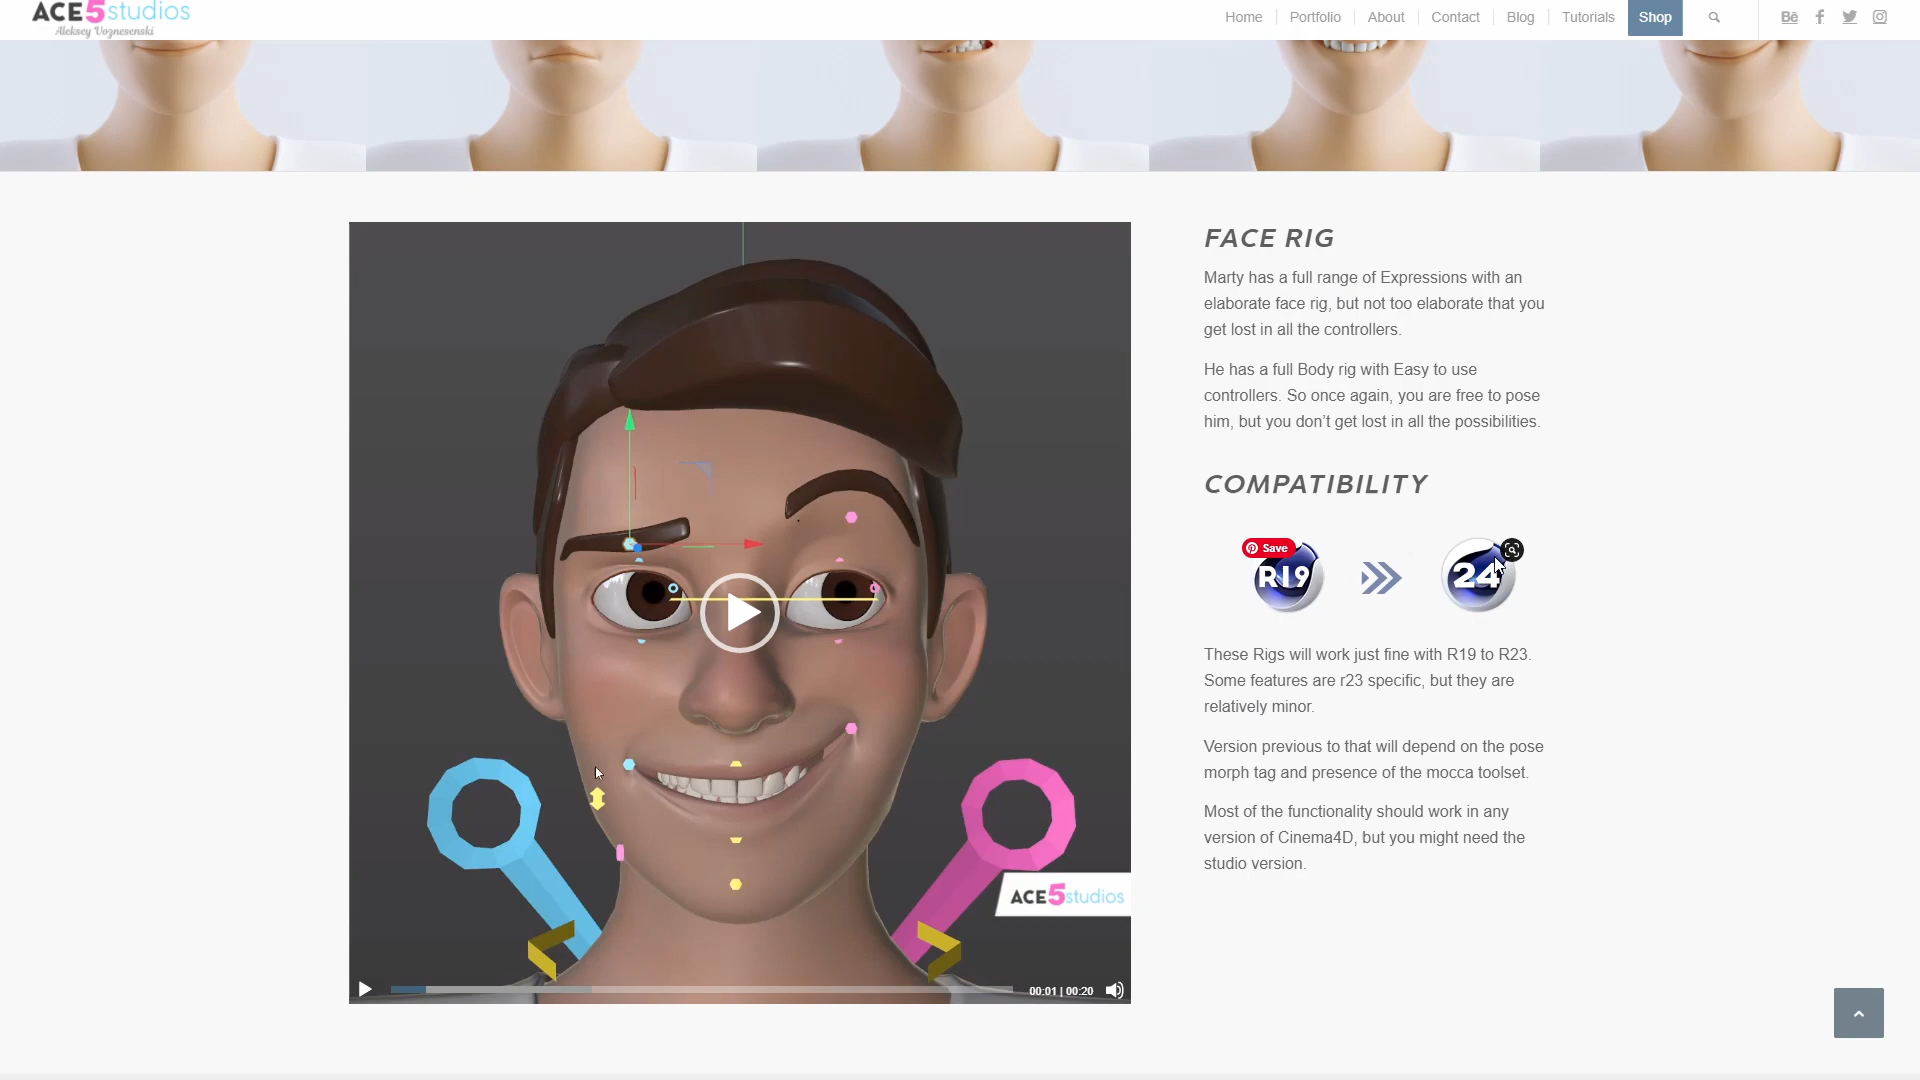 ACE5studios
Aleksey Voznesenski
Home
Portfolio
About
Contact
Blog
Tutorials
Shop
Bē
FACE RIG
Marty has a full range of Expressions with an
elaborate face rig, but not too elaborate that you
get lost in all the controllers.
He has a full Body rig with Easy to use
controllers. So once again, you are free to pose
him, but you don’t get lost in all the possibilities.
COMPATIBILITY
Save
R19
24
These Rigs will work just fine with R19 to R23.
Some features are r23 specific, but they are
relatively minor.
Version previous to that will depend on the pose
morph tag and presence of the mocca toolset.
Most of the functionality should work in any
version of Cinema4D, but you might need the
studio version.
ACE5studios
00:01 | 00:20